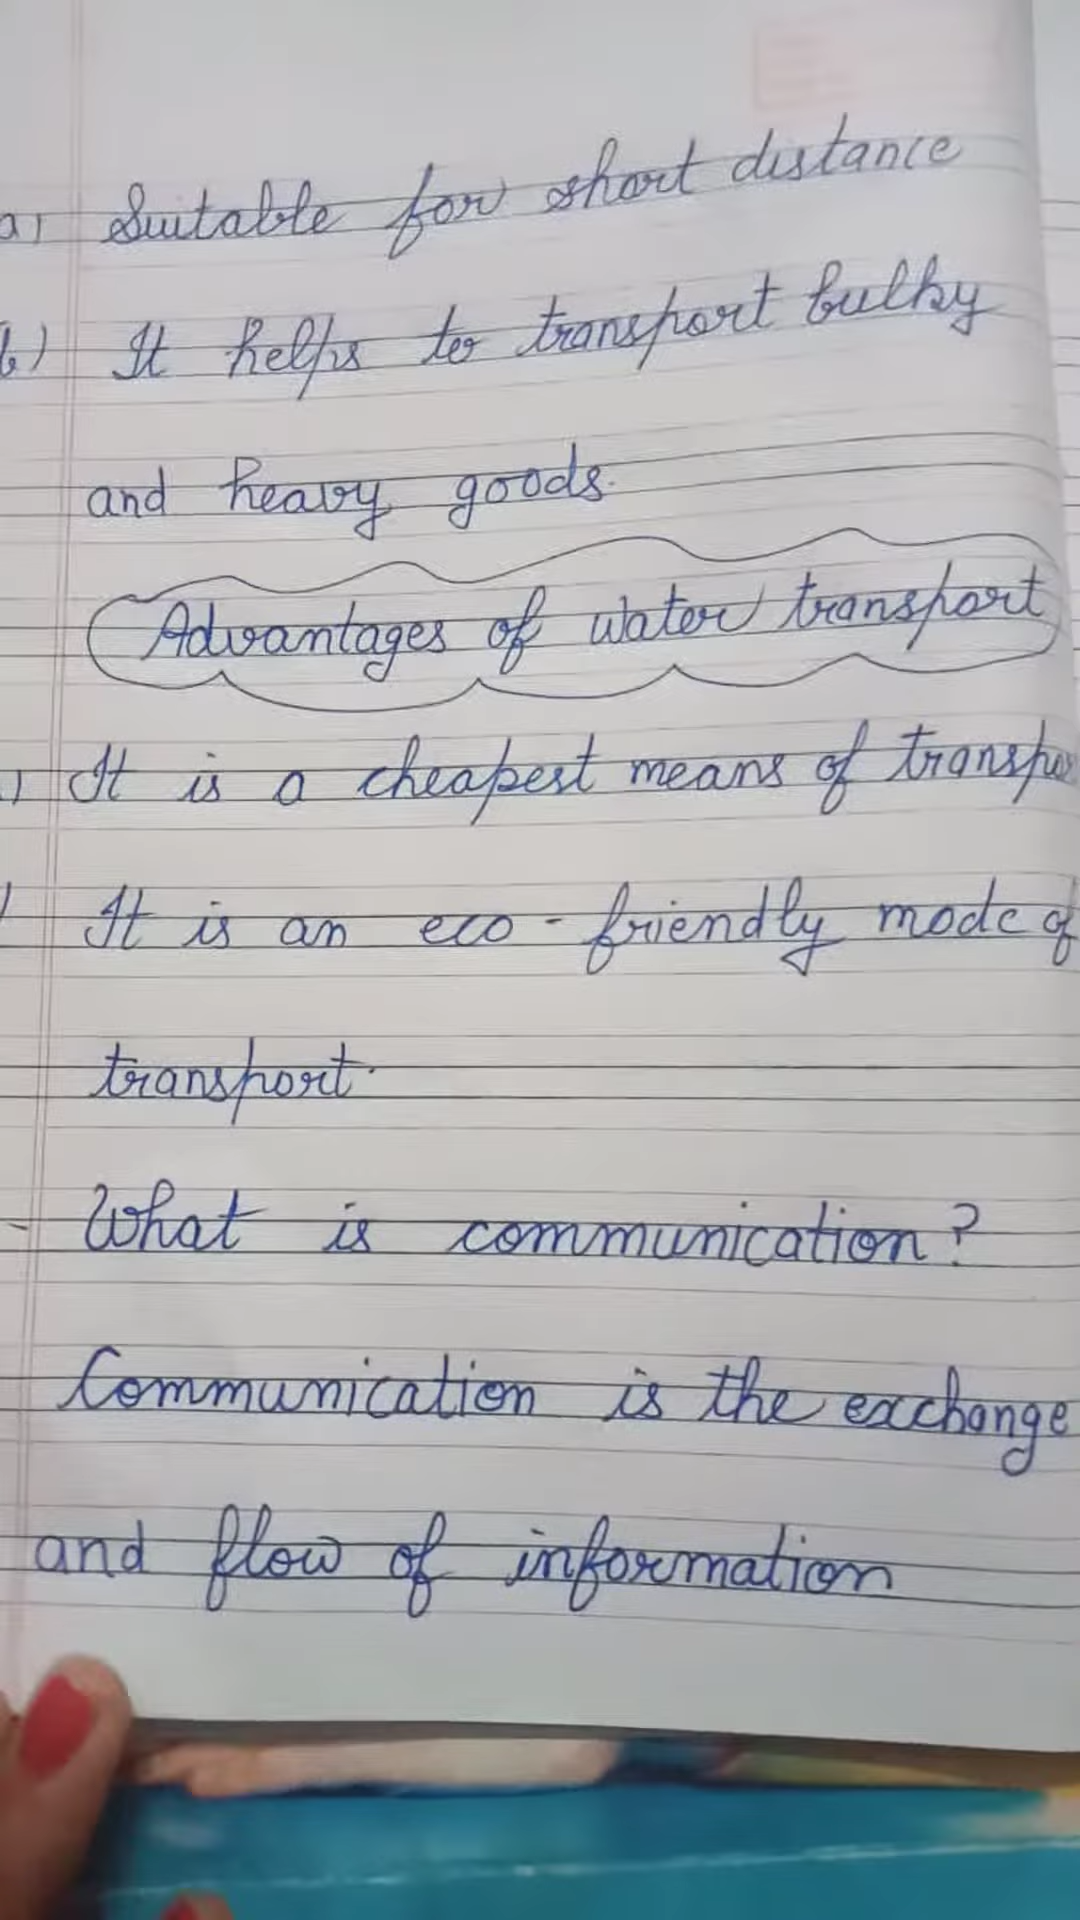 a) Suitable for short distance
b) It helps to transport bulky
and heavy goods.
Advantages of water transport
) It is a cheapest means of transpor
) It is an eco-friendly mode of
transport.
- What is communication?
Communication is the exchange
and flow of information